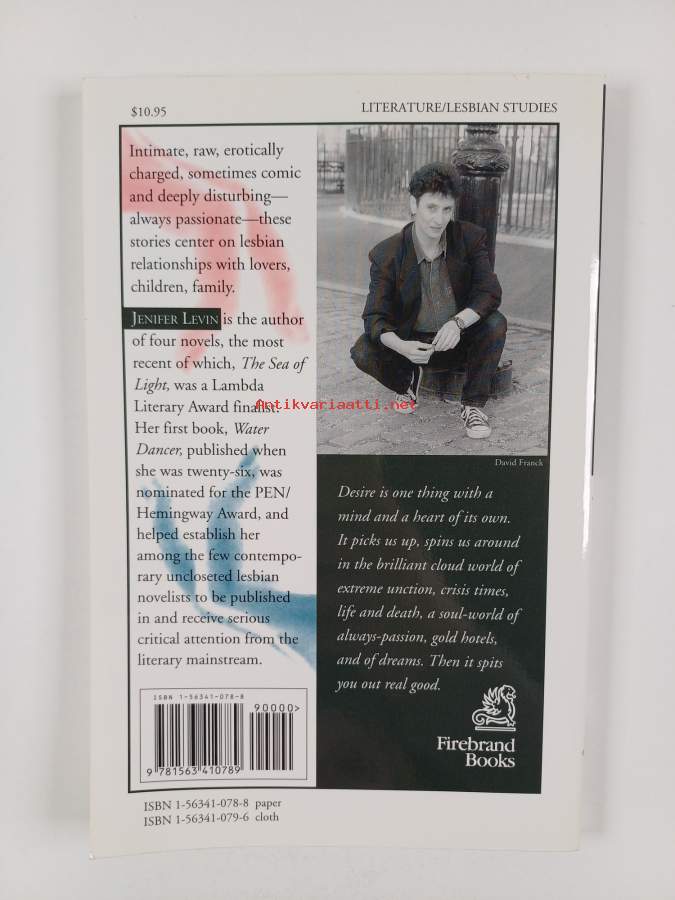 $10.95
LITERATURE/LESBIAN STUDIES
Intimate, raw, erotically
charged, sometimes comic
and deeply disturbing—
always passionate—these
stories center on lesbian
relationships with lovers,
children, family.
JENIFER LEVIN is the author
of four novels, the most
recent of which, The Sea of
Light, was a Lambda
Literary Award finalist.
Her first book, Water
Dancer, published when
she was twenty-six, was
nominated for the PEN/
Hemingway Award, and
helped establish her
among the few contempo-
rary uncloseted lesbian
novelists to be published
in and receive serious
critical attention from the
literary mainstream.
Antikvariaatti.net
David Franck
Desire is one thing with a
mind and a heart of its own.
It picks us up, spins us around
in the brilliant cloud world of
extreme unction, crisis times,
life and death, a soul-world of
always-passion, gold hotels,
and of dreams. Then it spits
you out real good.
Firebrand
Books
ISBN 1-56341-078-8
90000>
9 781563 410789
ISBN 1-56341-078-8 paper
ISBN 1-56341-079-6 cloth